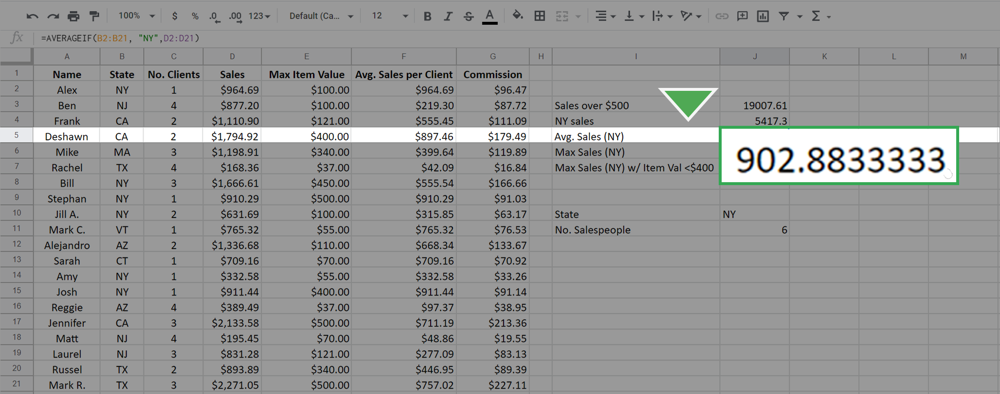 100% $ % .0 .00 123 Default (Ca... 12 B I S A Σ
fx =AVERAGEIF(B2:B21, "NY",D2:D21)
A B C D E F G H I J K L M
1 Name State No. Clients Sales Max Item Value Avg. Sales per Client Commission
2 Alex NY 1 $964.69 $100.00 $964.69 $96.47
3 Ben NJ 4 $877.20 $100.00 $219.30 $87.72 Sales over $500 19007.61
4 Frank CA 2 $1,110.90 $121.00 $555.45 $111.09 NY sales 5417.3
5 Deshawn CA 2 $1,794.92 $400.00 $897.46 $179.49 Avg. Sales (NY) 902.8833333
6 Mike MA 3 $1,198.91 $340.00 $399.64 $119.89 Max Sales (NY)
7 Rachel TX 4 $168.36 $37.00 $42.09 $16.84 Max Sales (NY) w/ Item Val <$400
8 Bill NY 3 $1,666.61 $450.00 $555.54 $166.66
9 Stephan NY 1 $910.29 $500.00 $910.29 $91.03
10 Jill A. NY 2 $631.69 $100.00 $315.85 $63.17 State NY
11 Mark C. VT 1 $765.32 $55.00 $765.32 $76.53 No. Salespeople 6
12 Alejandro AZ 2 $1,336.68 $110.00 $668.34 $133.67
13 Sarah CT 1 $709.16 $70.00 $709.16 $70.92
14 Amy NY 1 $332.58 $55.00 $332.58 $33.26
15 Josh NY 1 $911.44 $400.00 $911.44 $91.14
16 Reggie AZ 4 $389.49 $37.00 $97.37 $38.95
17 Jennifer CA 3 $2,133.58 $500.00 $711.19 $213.36
18 Matt NJ 4 $195.45 $70.00 $48.86 $19.55
19 Laurel NJ 3 $831.28 $121.00 $277.09 $83.13
20 Russel TX 2 $893.89 $340.00 $446.95 $89.39
21 Mark R. TX 3 $2,271.05 $500.00 $757.02 $227.11